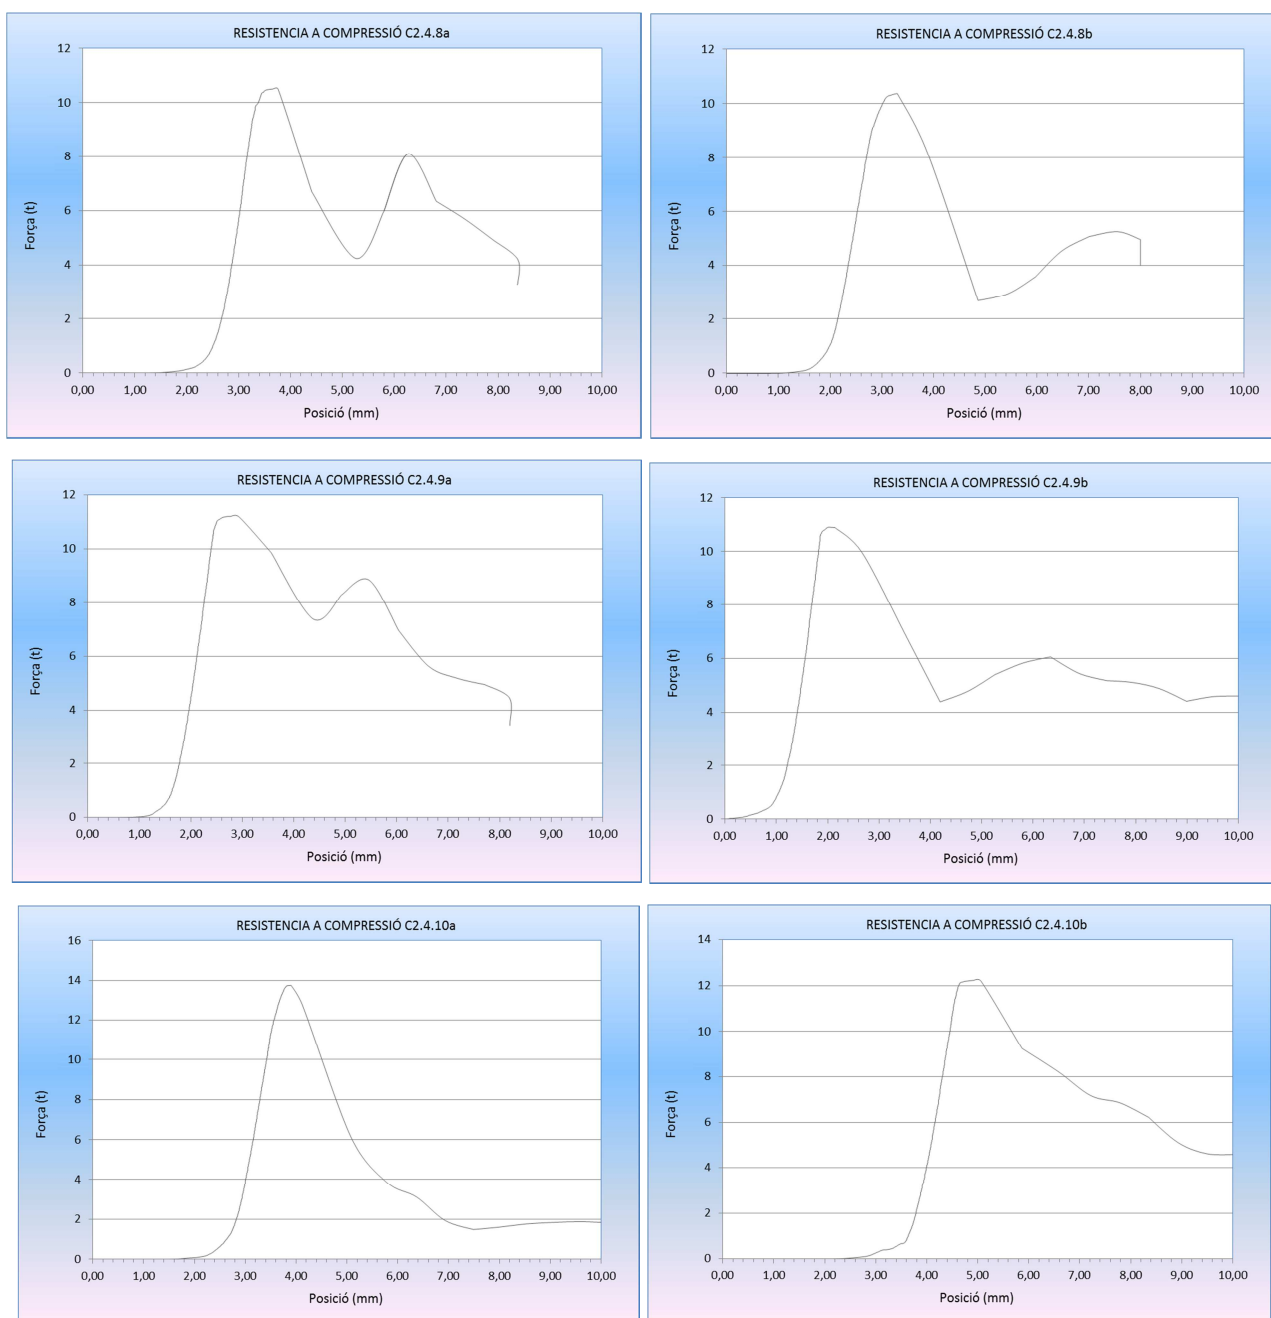 RESISTENCIA A COMPRESSIÓ C2.4.8a
12
10
8
6
4
2
0
Força (t)
0,00 1,00 2,00 3,00 4,00 5,00 6,00 7,00 8,00 9,00 10,00
Posició (mm)
RESISTENCIA A COMPRESSIÓ C2.4.8b
12
10
8
6
4
2
0
Força (t)
0,00 1,00 2,00 3,00 4,00 5,00 6,00 7,00 8,00 9,00 10,00
Posició (mm)
RESISTENCIA A COMPRESSIÓ C2.4.9a
12
10
8
6
4
2
0
Força (t)
0,00 1,00 2,00 3,00 4,00 5,00 6,00 7,00 8,00 9,00 10,00
Posició (mm)
RESISTENCIA A COMPRESSIÓ C2.4.9b
12
10
8
6
4
2
0
Força (t)
0,00 1,00 2,00 3,00 4,00 5,00 6,00 7,00 8,00 9,00 10,00
Posició (mm)
RESISTENCIA A COMPRESSIÓ C2.4.10a
16
14
12
10
8
6
4
2
0
Força (t)
0,00 1,00 2,00 3,00 4,00 5,00 6,00 7,00 8,00 9,00 10,00
Posició (mm)
RESISTENCIA A COMPRESSIÓ C2.4.10b
14
12
10
8
6
4
2
0
Força (t)
0,00 1,00 2,00 3,00 4,00 5,00 6,00 7,00 8,00 9,00 10,00
Posició (mm)